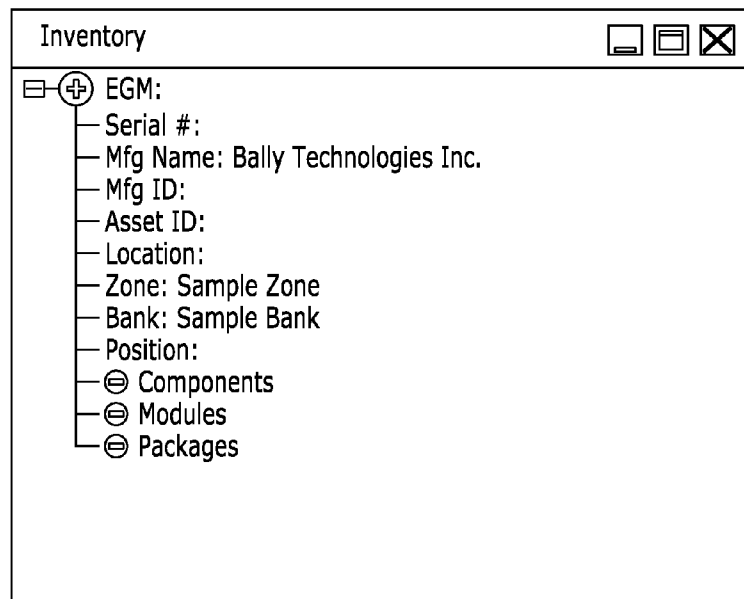 Inventory
EGM:
Serial #:
Mfg Name: Bally Technologies Inc.
Mfg ID:
Asset ID:
Location:
Zone: Sample Zone
Bank: Sample Bank
Position:
Components
Modules
Packages